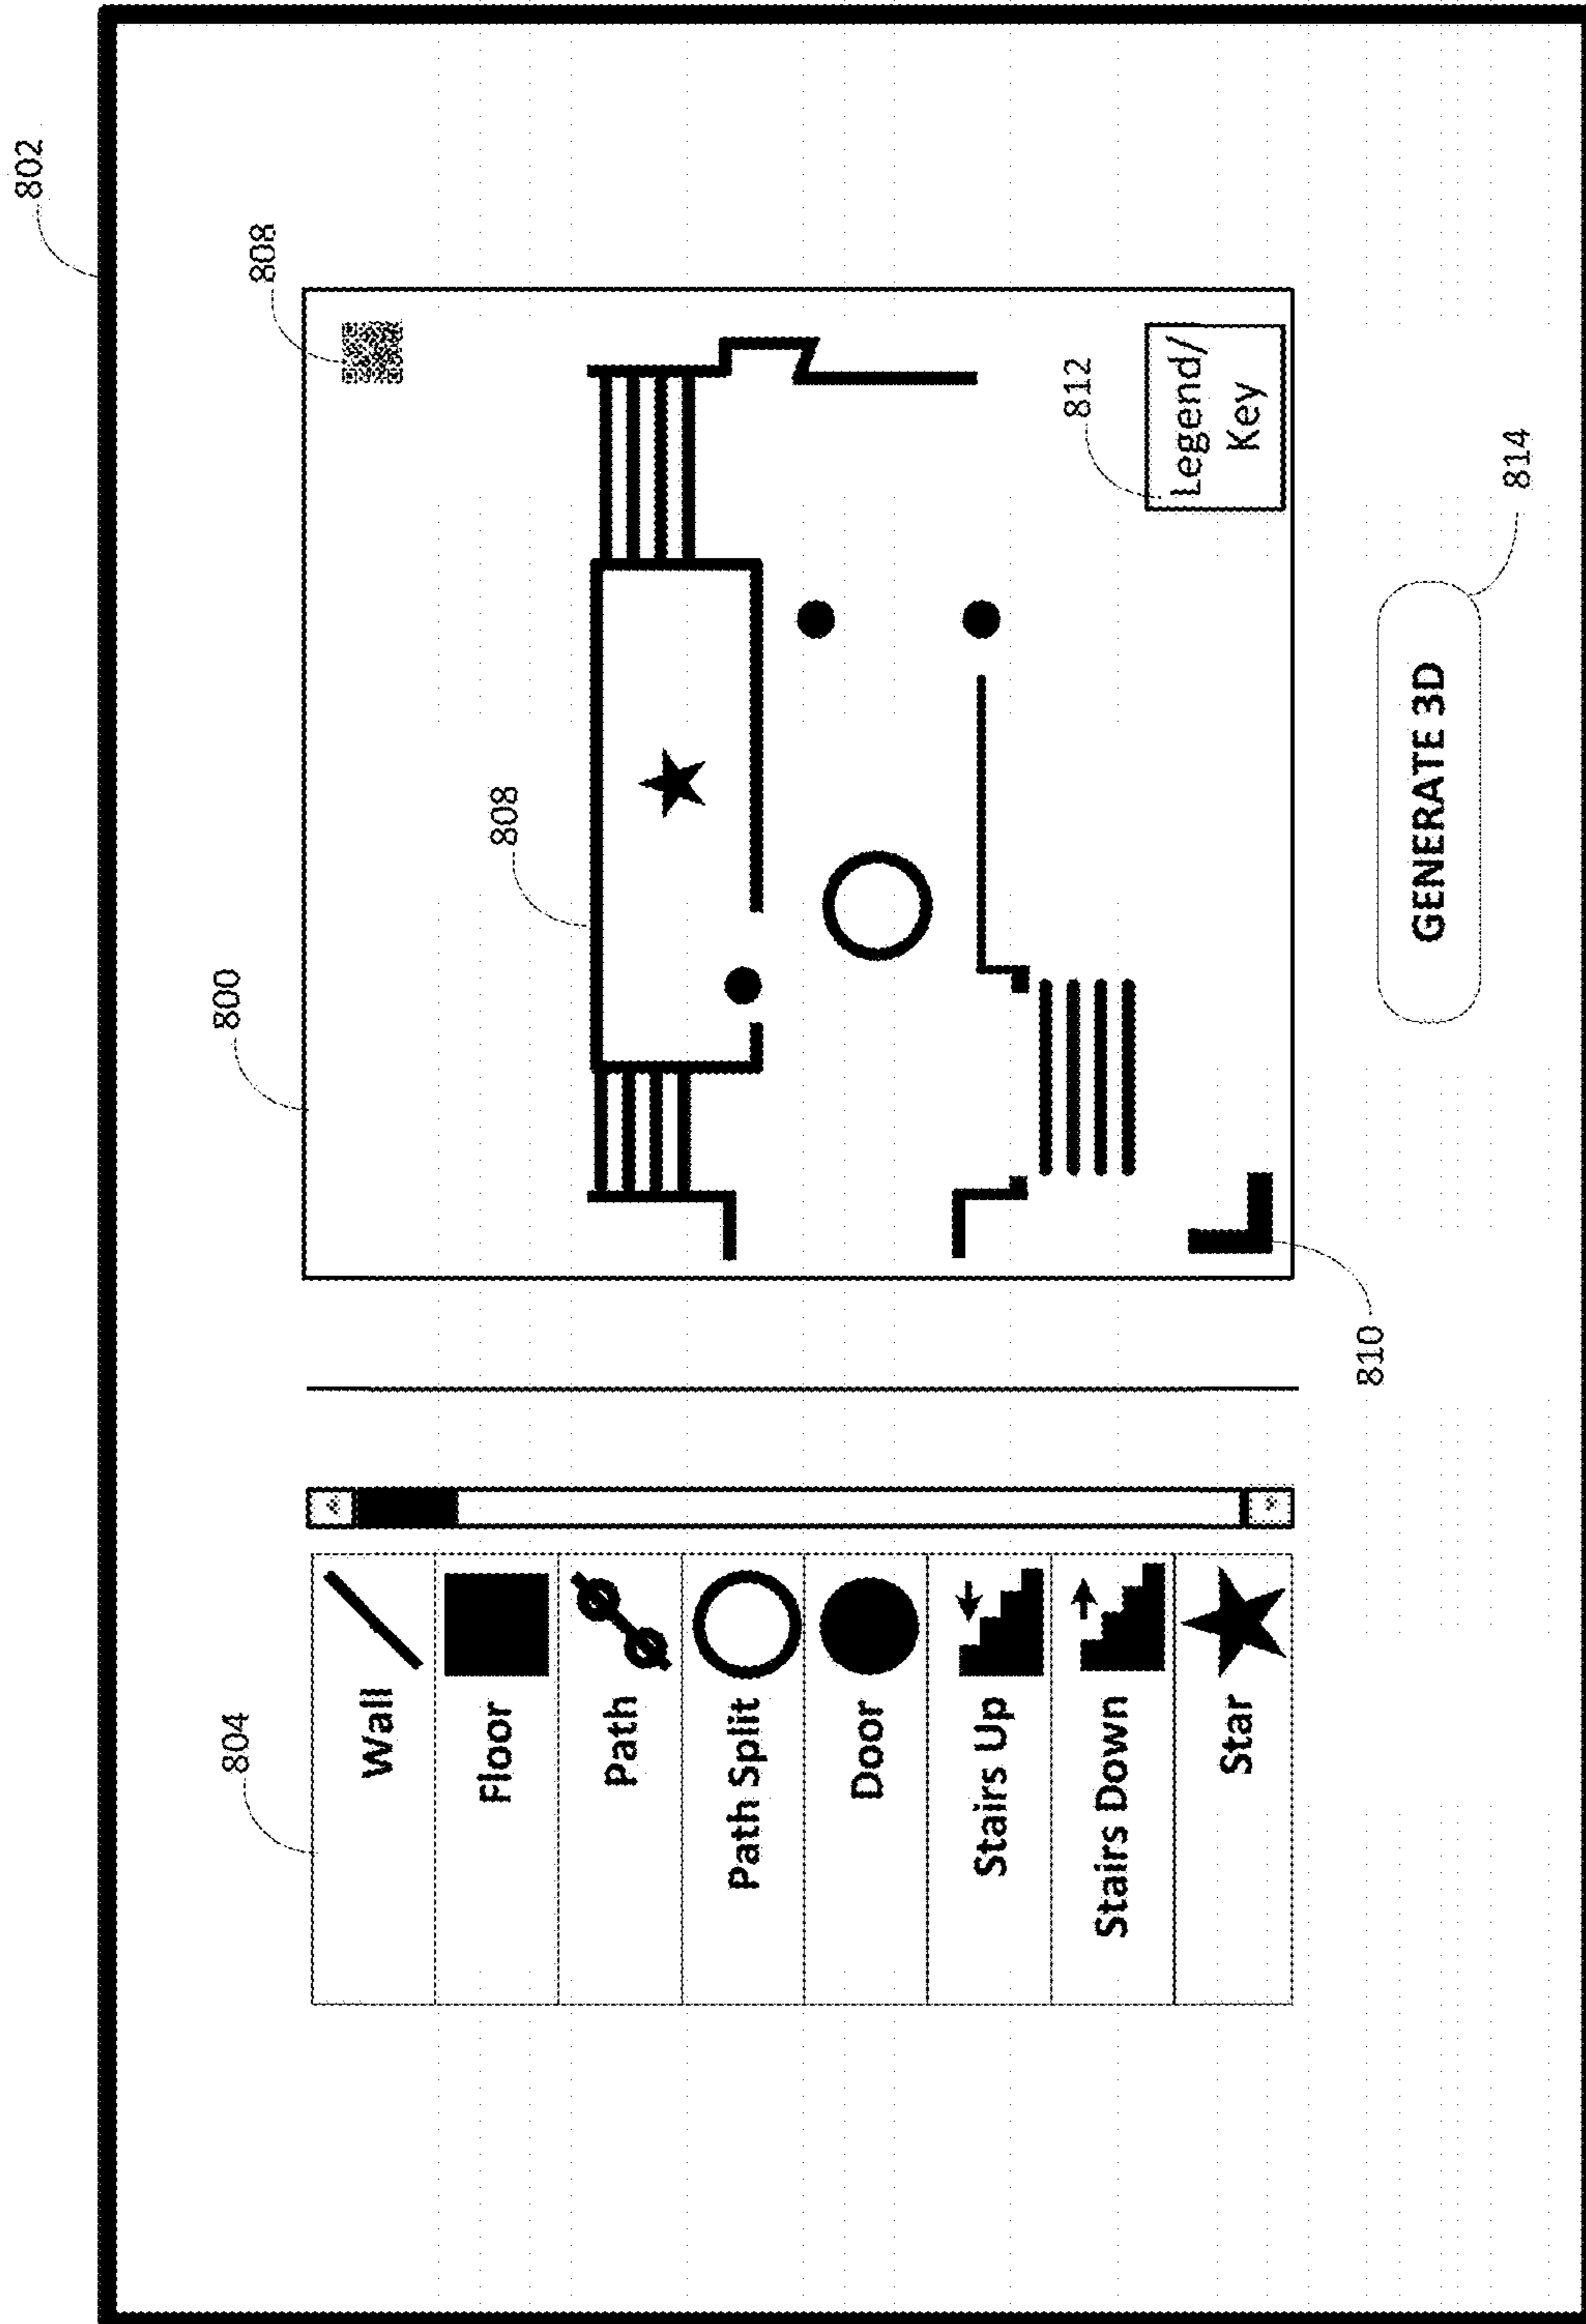 802
800
808
804
Wall
Floor
Path
Path Split
Door
Stairs Up
Stairs Down
Star
808
812
Legend/
Key
810
GENERATE 3D
814